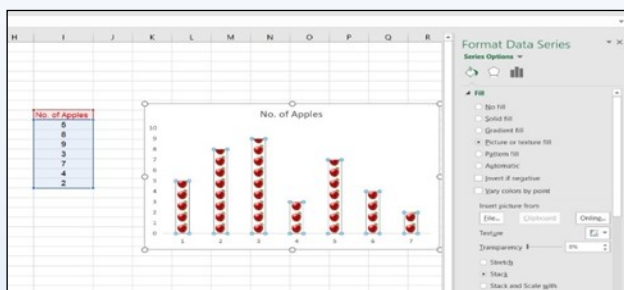 H I J K L M N O P Q R
No. of Apples
5
8
9
3
7
4
2
No. of Apples
10
9
8
7
6
5
4
3
2
1
0
1 2 3 4 5 6 7
Format Data Series
Series Options
Fill
No fill
Solid fill
Gradient fill
Picture or texture fill
Pattern fill
Automatic
Insert if negative
Vary colors by point
Insert picture from
File... Clipboard Online...
Texture
Transparency 0%
Stretch
Stack
Stack and Scale with